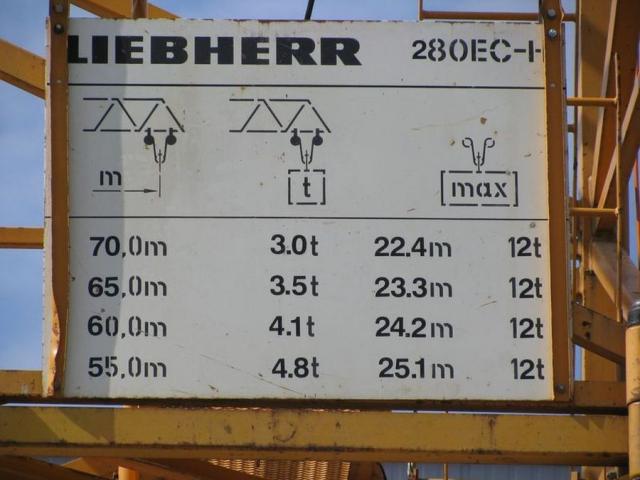 LIEBHERR 280EC-H
m t max
70,0m 3.0t 22.4m 12t
65,0m 3.5t 23.3m 12t
60,0m 4.1t 24.2m 12t
55,0m 4.8t 25.1m 12t